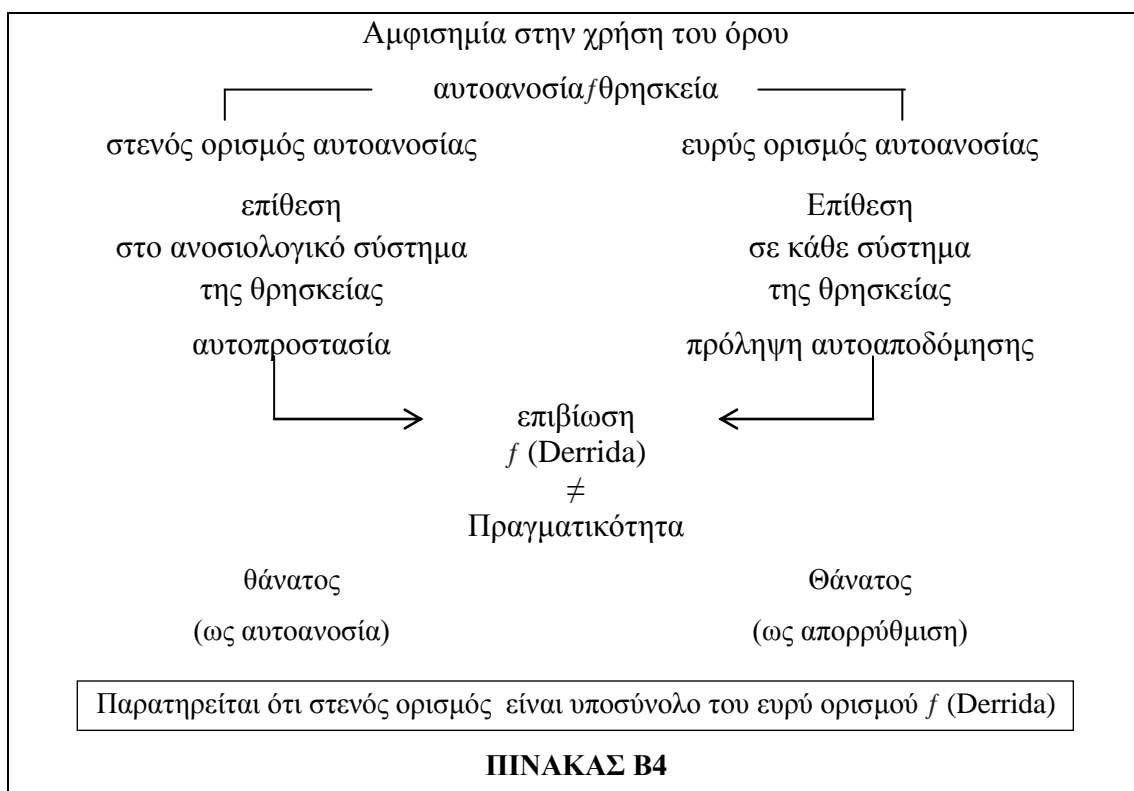 Αμφισημία στην χρήση του όρου
αυτοανοσίαƒθρησκεία
στενός ορισμός αυτοανοσίας ευρύς ορισμός αυτοανοσίας
επίθεση Επίθεση
στο ανοσιολογικό σύστημα σε κάθε σύστημα
της θρησκείας της θρησκείας
αυτοπροστασία πρόληψη αυτοαποδόμησης
επιβίωση
ƒ (Derrida)
≠
Πραγματικότητα
θάνατος Θάνατος
(ως αυτοανοσία) (ως απορρύθμιση)
Παρατηρείται ότι στενός ορισμός είναι υποσύνολο του ευρύ ορισμού ƒ (Derrida)
ΠΙΝΑΚΑΣ Β4